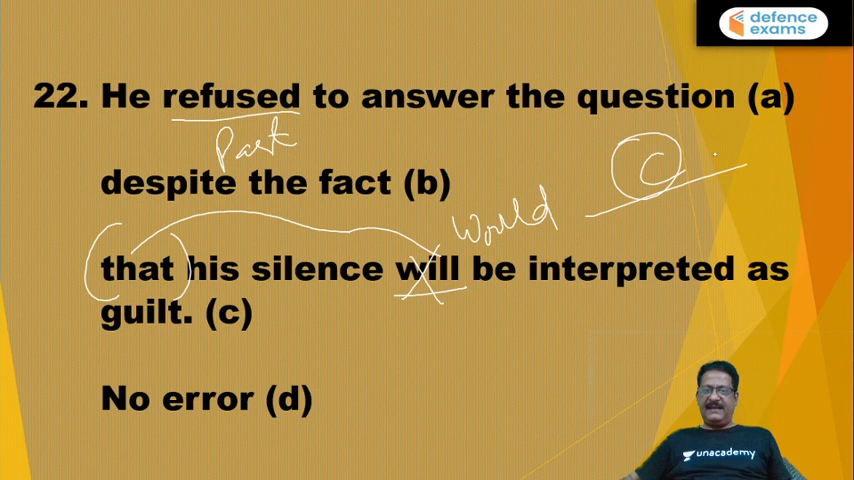 defence
exams
22. He refused to answer the question (a)
Past
despite the fact (b)
C
would
that his silence will be interpreted as
guilt. (c)
No error (d)
unacademy